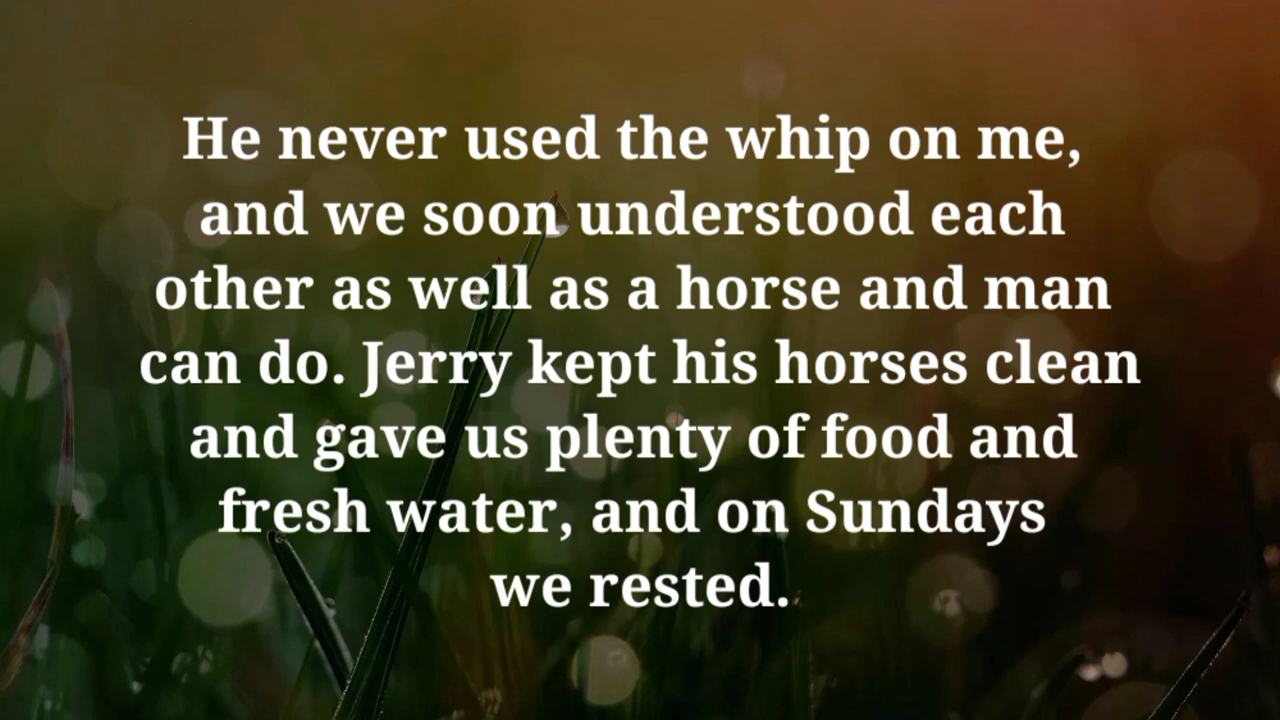 He never used the whip on me,
and we soon understood each
other as well as a horse and man
can do. Jerry kept his horses clean
and gave us plenty of food and
fresh water, and on Sundays
we rested.